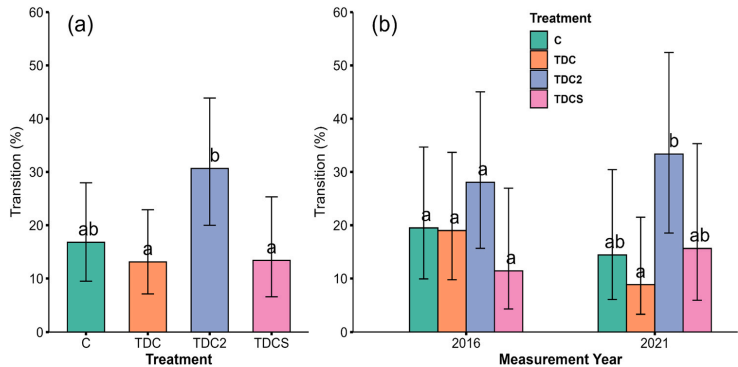 (a)
Transition (%)
60
50
40
30
20
10
0
ab
a
b
a
C TDC TDC2 TDCS
Treatment
(b)
Transition (%)
60
50
40
30
20
10
0
Treatment
C
TDC
TDC2
TDCS
a
a
a
a
ab
a
b
ab
2016 2021
Measurement Year